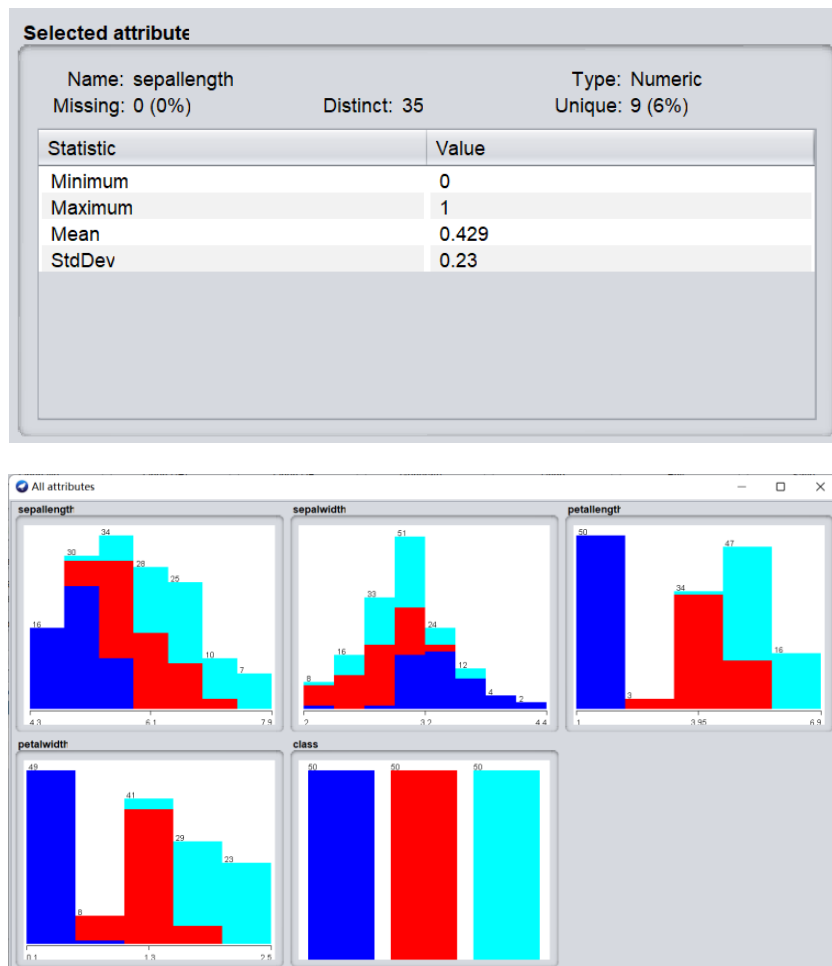 Selected attribute
Name: sepallength Type: Numeric
Missing: 0 (0%) Distinct: 35 Unique: 9 (6%)
Statistic Value
Minimum 0
Maximum 1
Mean 0.429
StdDev 0.23
All attributes
sepallength sepalwidth petallength
16 30 34 28 25 10 7
8 16 33 51 24 12 4 2
50 3 34 47 16
4.3 6.1 7.9
2 3.2 4.4
1 3.95 6.9
petalwidth class
49 8 41 29 23
50 50 50
0.1 1.3 2.5